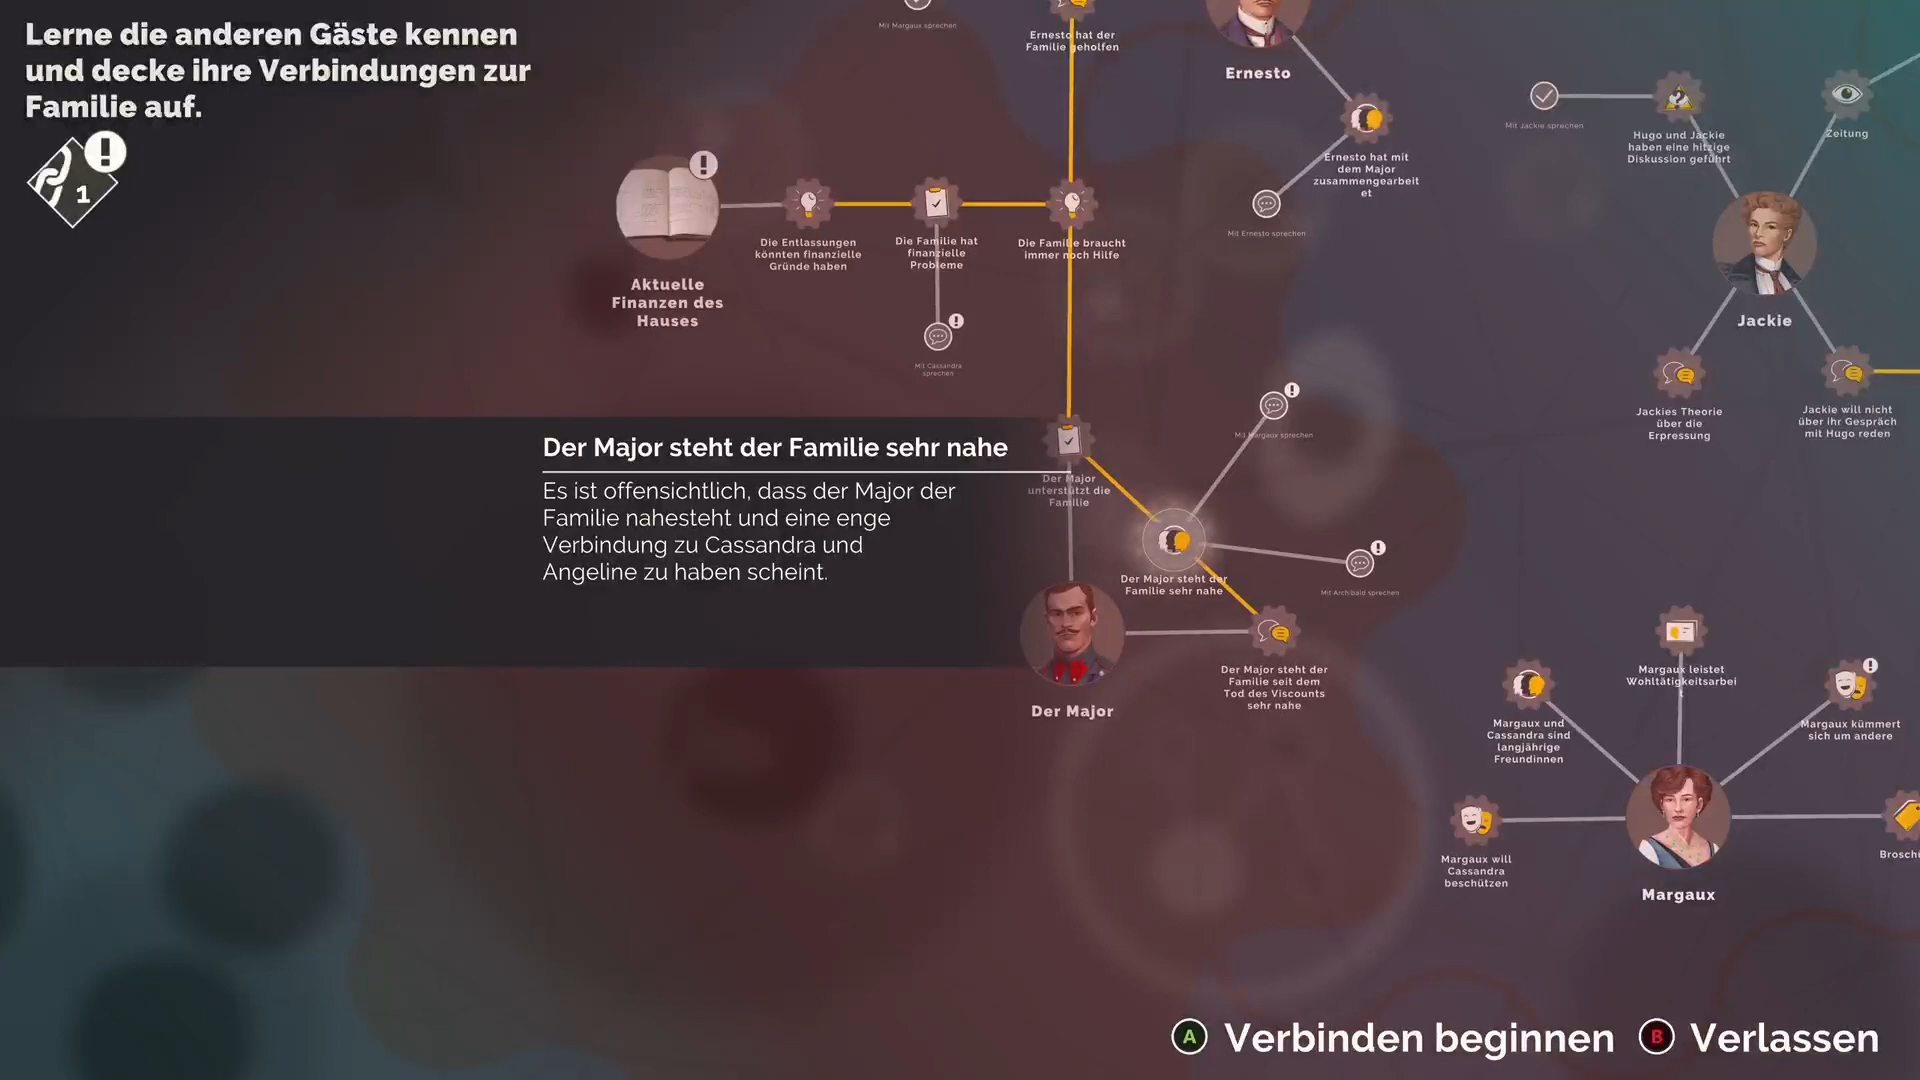 Lerne die anderen Gäste kennen
und decke ihre Verbindungen zur
Familie auf.
1
Mit Margaux sprechen
Ernesto hat der
Familie geholfen
Ernesto
Ernesto hat mit
dem Major
zusammengearbeit
et
Mit Ernesto sprechen
Mit Jackie sprechen
Hugo und Jackie
haben eine hitzige
Diskussion geführt
Zeitung
Jackie
Jackies Theorie
über die
Erpressung
Jackie will nicht
über ihr Gespräch
mit Hugo reden
Aktuelle
Finanzen des
Hauses
Die Entlassungen
könnten finanzielle
Gründe haben
Die Familie hat
finanzielle
Probleme
Die Familie braucht
immer noch Hilfe
Mit Cassandra
sprechen
Der Major steht der Familie sehr nahe
Es ist offensichtlich, dass der Major der
Familie nahesteht und eine enge
Verbindung zu Cassandra und
Angeline zu haben scheint.
Der Major
unterstützt die
Familie
Mit Margaux sprechen
Der Major steht der
Familie sehr nahe
Mit Archibald sprechen
Der Major
Der Major steht der
Familie seit dem
Tod des Viscounts
sehr nahe
Margaux leistet
Wohltätigkeitsarbei
t
Margaux und
Cassandra sind
langjährige
Freundinnen
Margaux kümmert
sich um andere
Margaux will
Cassandra
beschützen
Margaux
Broschü
A Verbinden beginnen B Verlassen